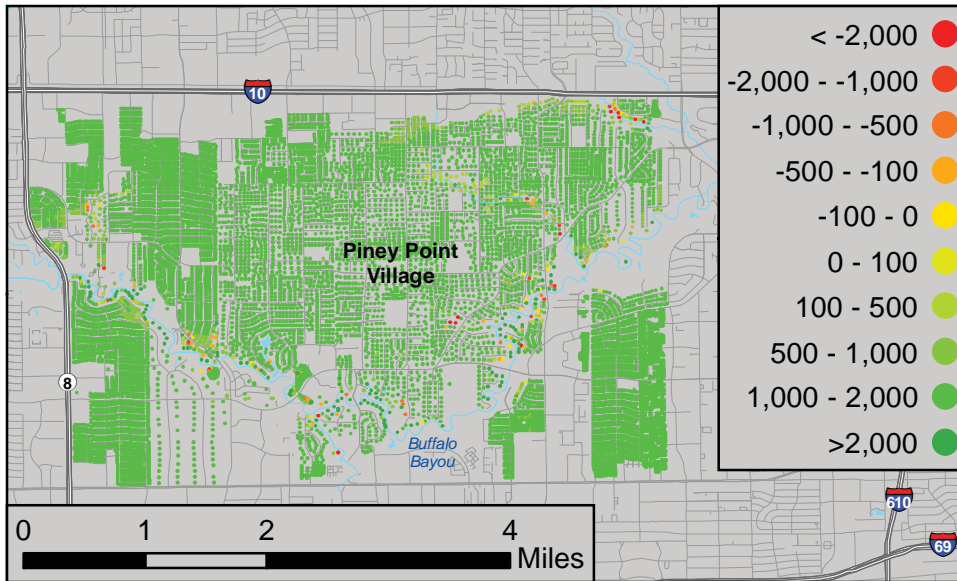 10
Piney Point
Village
8
Buffalo
Bayou
< -2,000
-2,000 - -1,000
-1,000 - -500
-500 - -100
-100 - 0
0 - 100
100 - 500
500 - 1,000
1,000 - 2,000
>2,000
610
69
0 1 2 4
Miles